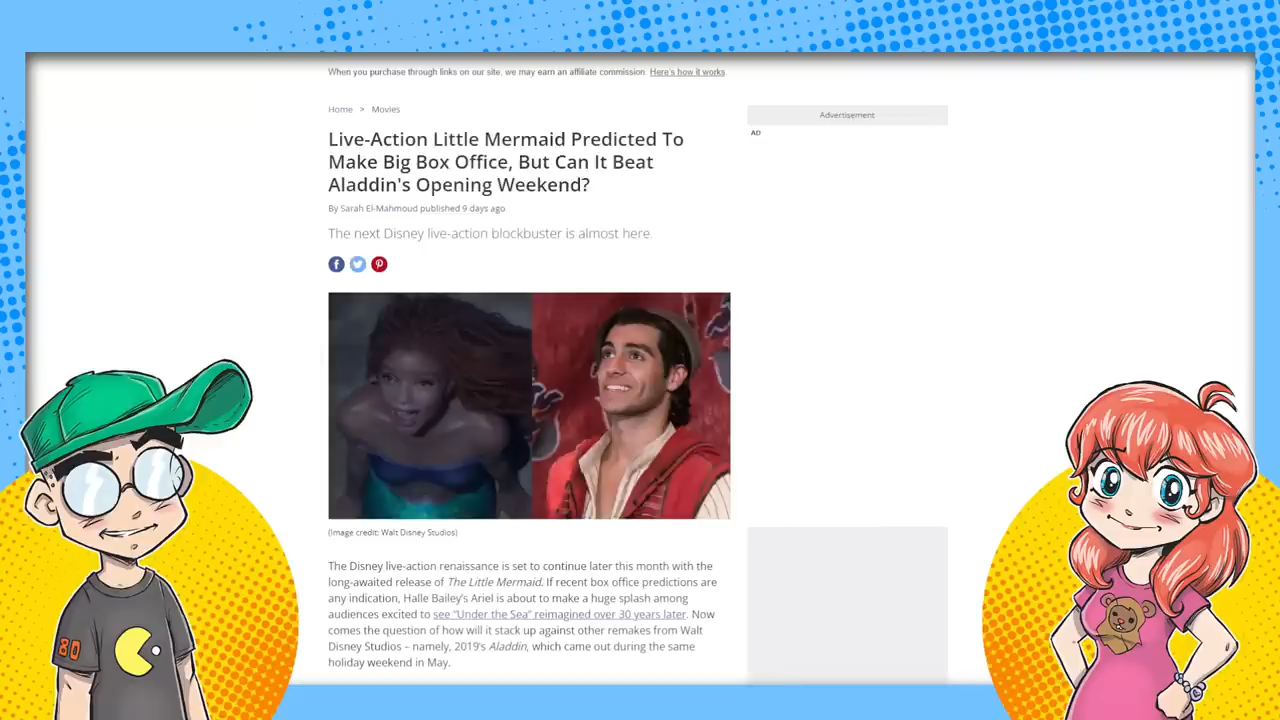 When you purchase through links on our site, we may earn an affiliate commission. Here's how it works.
Home > Movies
Live-Action Little Mermaid Predicted To
Make Big Box Office, But Can It Beat
Aladdin's Opening Weekend?
By Sarah El-Mahmoud published 9 days ago
The next Disney live-action blockbuster is almost here.
(Image credit: Walt Disney Studios)
The Disney live-action renaissance is set to continue later this month with the
long-awaited release of The Little Mermaid. If recent box office predictions are
any indication, Halle Bailey's Ariel is about to make a huge splash among
audiences excited to see "Under the Sea" reimagined over 30 years later. Now
comes the question of how will it stack up against other remakes from Walt
Disney Studios – namely, 2019's Aladdin, which came out during the same
holiday weekend in May.
Advertisement
AD
80